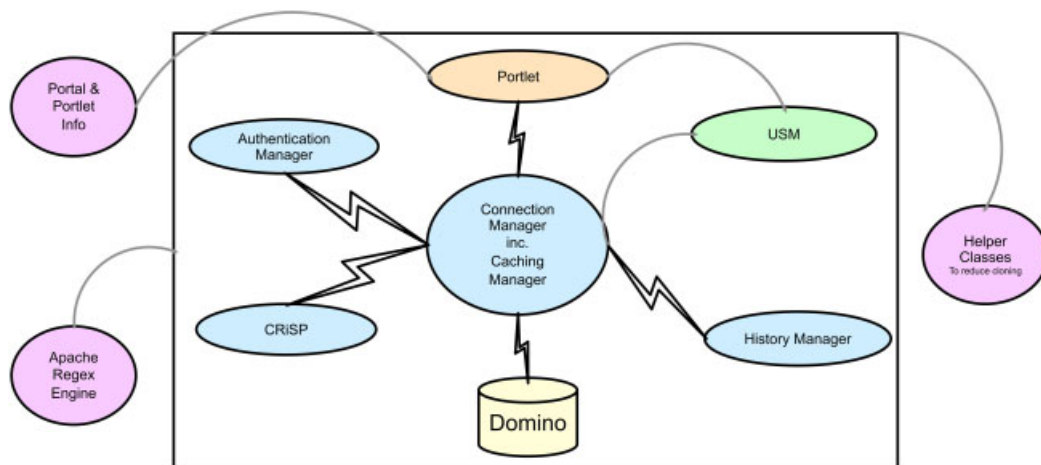 Portal &
Portlet
Info
Portlet
Authentication
Manager
USM
Connection
Manager
inc.
Caching
Manager
Helper
Classes
To reduce cloning
CRiSP
History Manager
Apache
Regex
Engine
Domino